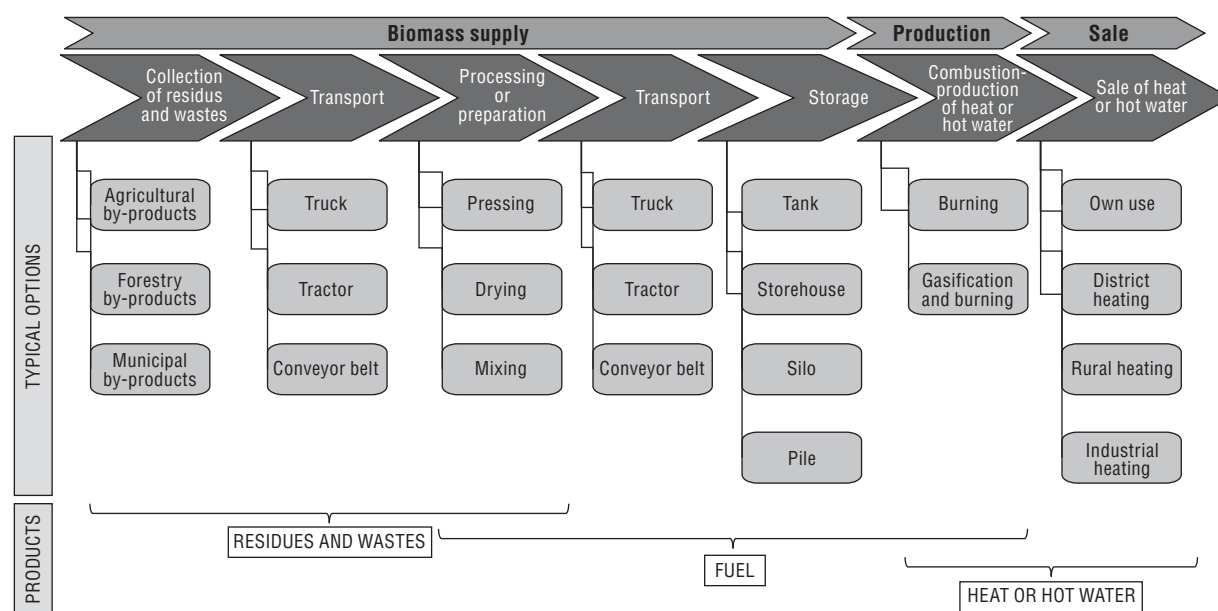 Biomass supply
Production
Sale
Collection
of residus
and wastes
Transport
Processing
or
preparation
Transport
Storage
Combustion-
production
of heat or
hot water
Sale of heat
or hot water
TYPICAL OPTIONS
Agricultural
by-products
Truck
Pressing
Truck
Tank
Burning
Own use
Forestry
by-products
Tractor
Drying
Tractor
Storehouse
Gasification
and burning
District
heating
Municipal
by-products
Conveyor belt
Mixing
Conveyor belt
Silo
Rural heating
Pile
Industrial
heating
PRODUCTS
RESIDUES AND WASTES
FUEL
HEAT OR HOT WATER